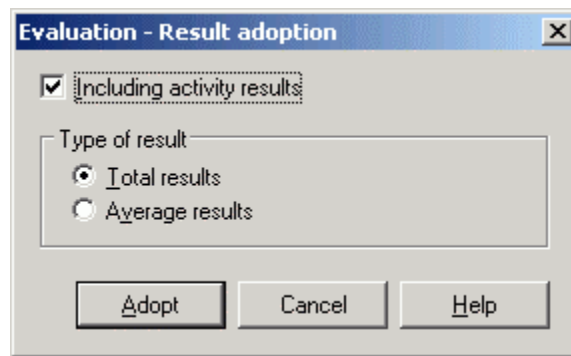 Evaluation - Result adoption
Including activity results
Type of result
Total results
Average results
Adopt Cancel Help